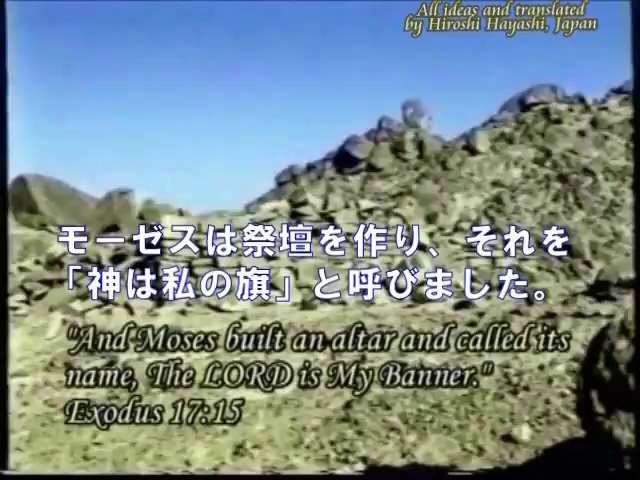 All ideas and translated
by Hiroshi Hayashi, Japan
モーゼスは祭壇を作り、それを
「神は私の旗」と呼びました。
"And Moses built an altar and called its
name, The LORD is My Banner."
Exodus 17:15